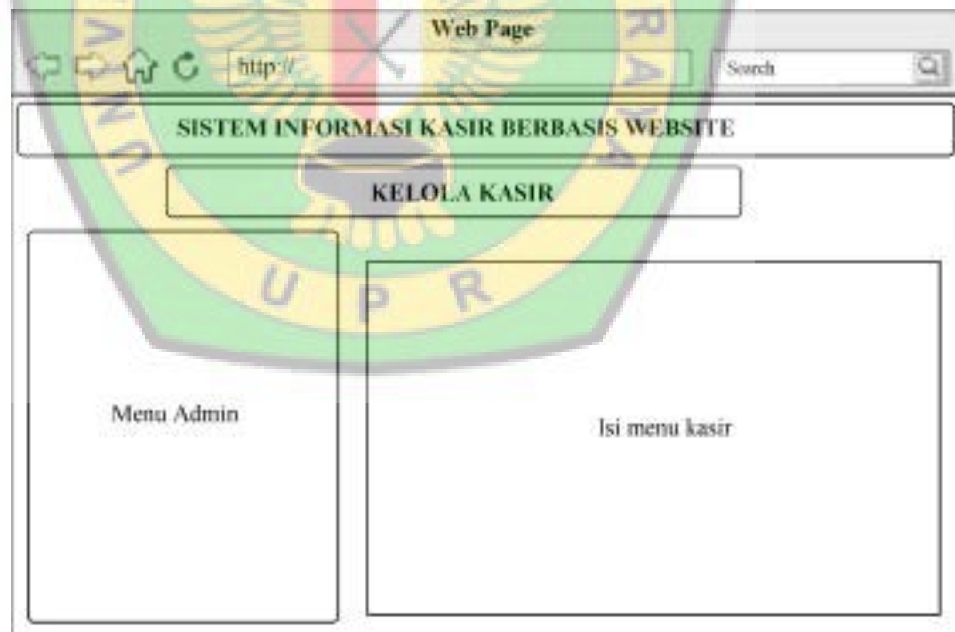 Web Page
http://
Search
SISTEM INFORMASI KASIR BERBASIS WEBSITE
KELOLA KASIR
Menu Admin
Isi menu kasir
U P R